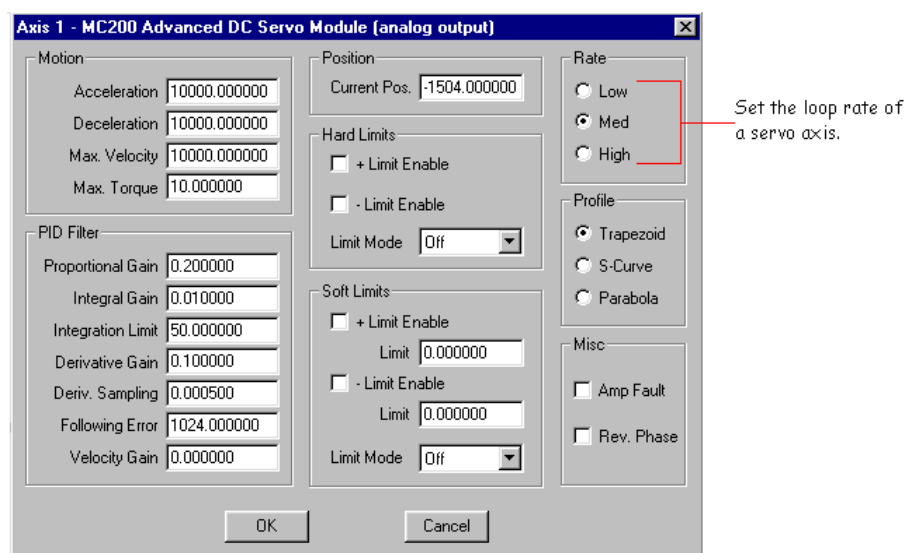 Axis 1 - MC200 Advanced DC Servo Module (analog output)
Motion
Acceleration 10000.000000
Deceleration 10000.000000
Max. Velocity 10000.000000
Max. Torque 10.000000
PID Filter
Proportional Gain 0.200000
Integral Gain 0.010000
Integration Limit 50.000000
Derivative Gain 0.100000
Deriv. Sampling 0.000500
Following Error 1024.000000
Velocity Gain 0.000000
Position
Current Pos. -1504.000000
Hard Limits
+ Limit Enable
- Limit Enable
Limit Mode Off
Soft Limits
+ Limit Enable
Limit 0.000000
- Limit Enable
Limit 0.000000
Limit Mode Off
Rate
Low
Med
High
Profile
Trapezoid
S-Curve
Parabola
Misc
Amp Fault
Rev. Phase
OK
Cancel
Set the loop rate of
a servo axis.